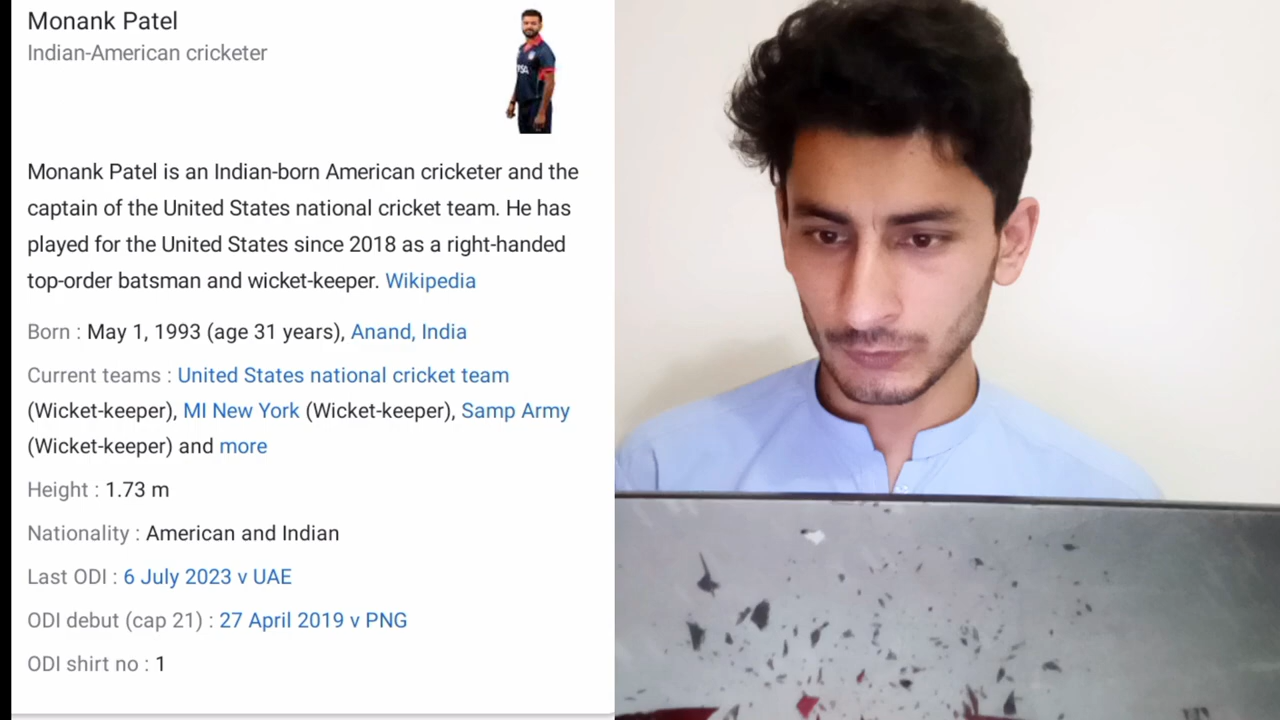 Monank Patel
Indian-American cricketer
USA
Monank Patel is an Indian-born American cricketer and the
captain of the United States national cricket team. He has
played for the United States since 2018 as a right-handed
top-order batsman and wicket-keeper. Wikipedia
Born : May 1, 1993 (age 31 years), Anand, India
Current teams : United States national cricket team
(Wicket-keeper), MI New York (Wicket-keeper), Samp Army
(Wicket-keeper) and more
Height : 1.73 m
Nationality : American and Indian
Last ODI : 6 July 2023 v UAE
ODI debut (cap 21) : 27 April 2019 v PNG
ODI shirt no : 1